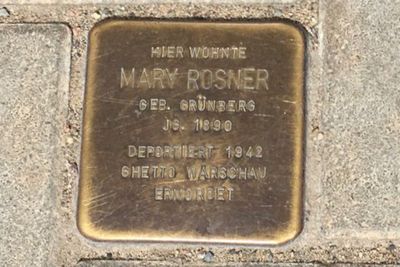 HIER WOHNTE
MARY ROSNER
GEB. GRÜNBERG
JG. 1890
DEPORTIERT 1942
GHETTO WARSCHAU
ERMORDET